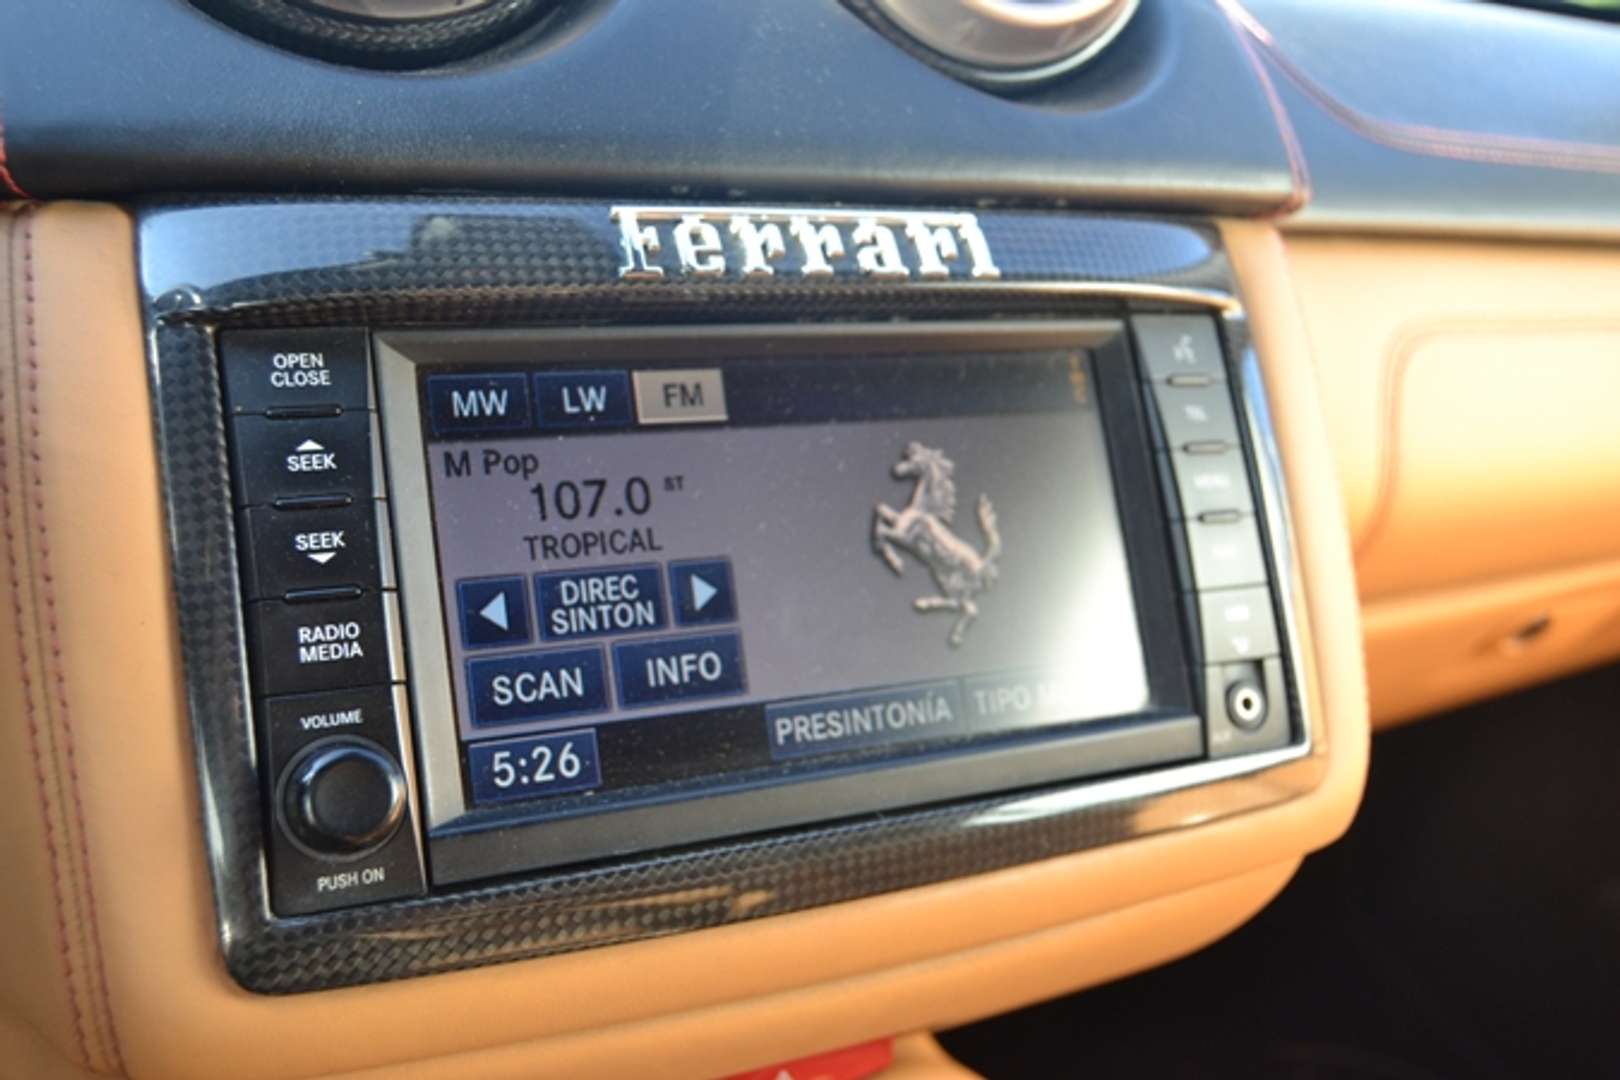 Ferrari
OPEN
CLOSE
SEEK
SEEK
RADIO
MEDIA
VOLUME
PUSH ON
MW LW FM
M Pop
107.0 ST
TROPICAL
DIREC
SINTON
SCAN INFO
5:26 PRESINTONÍA TIPO